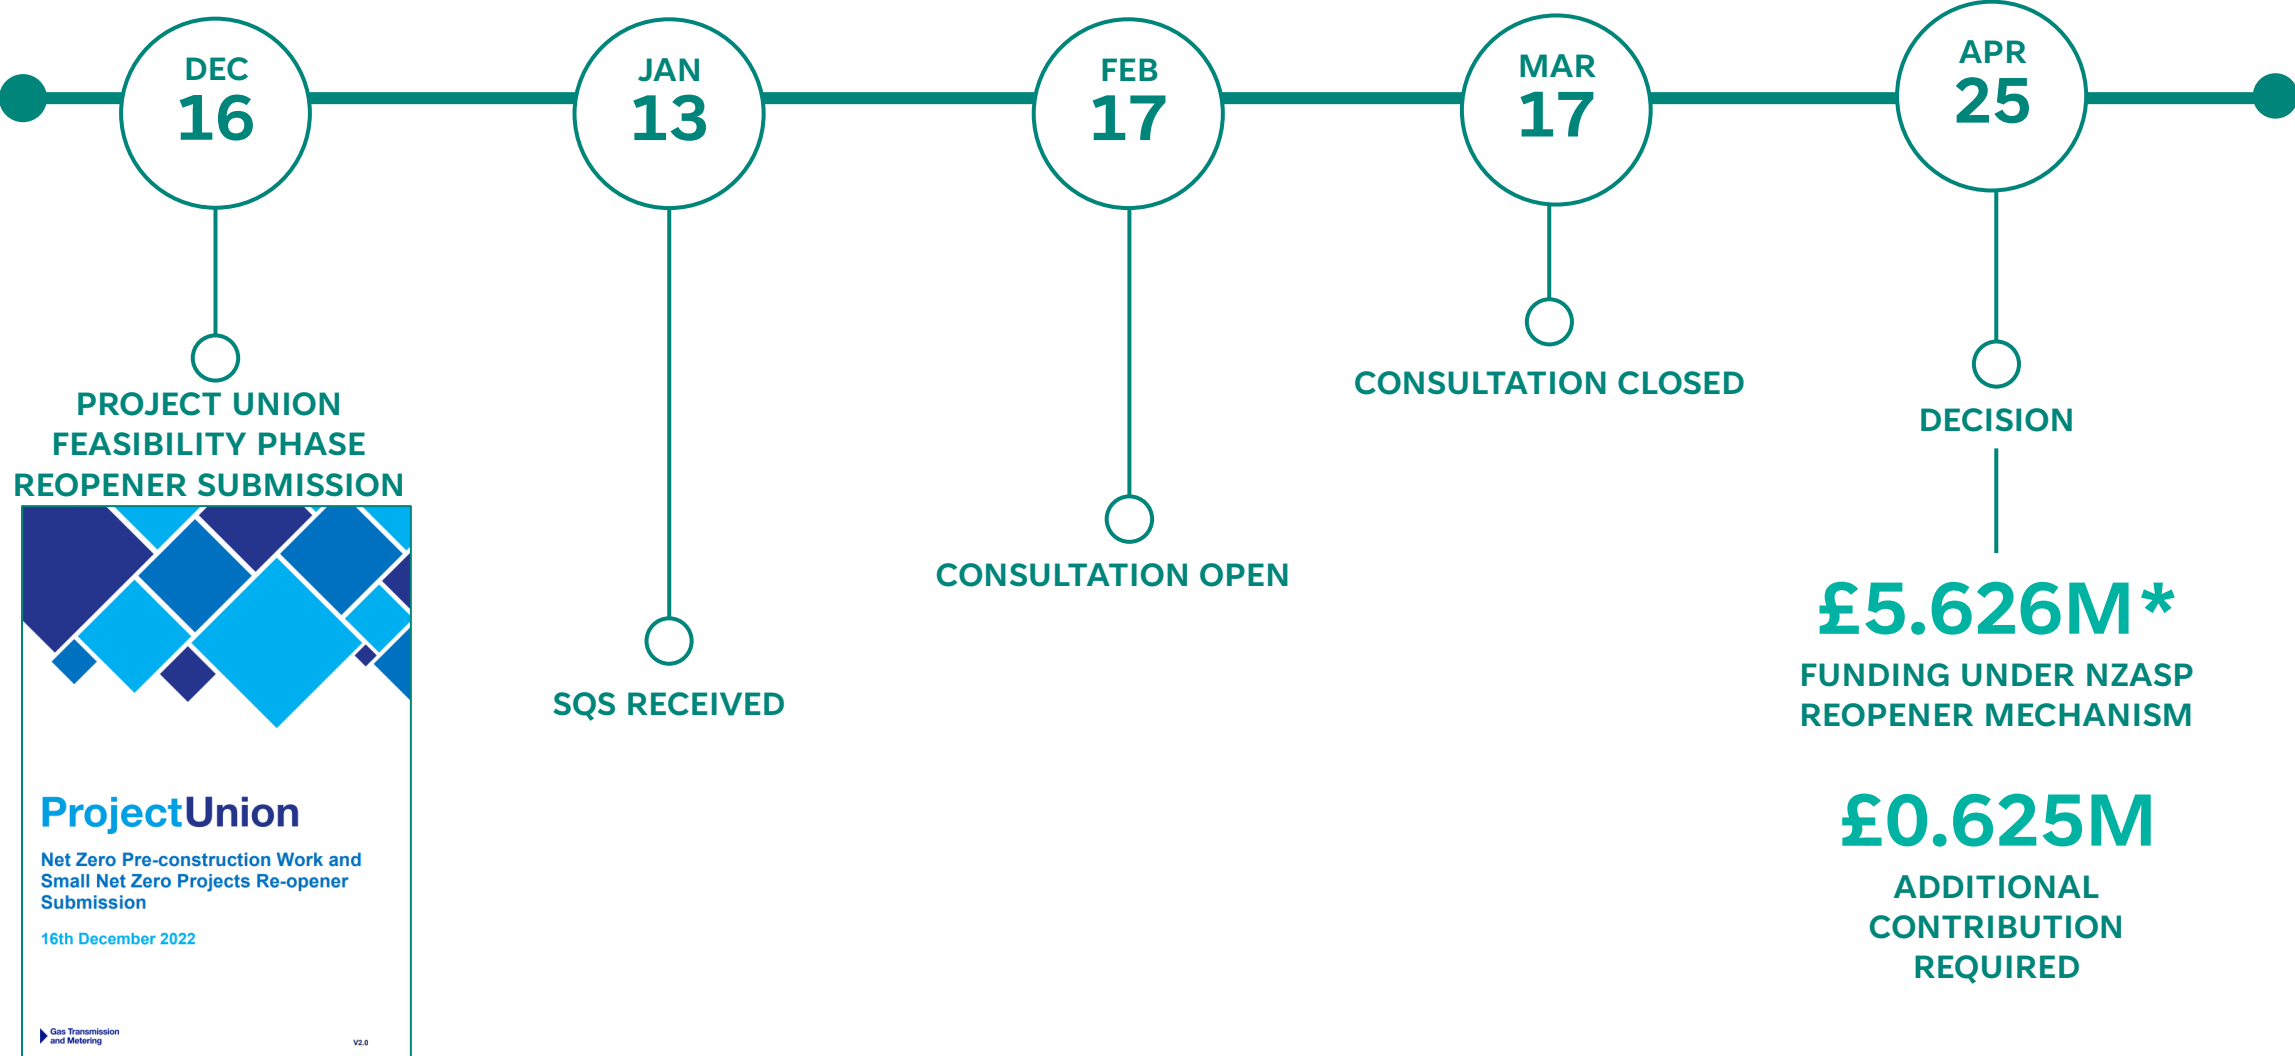 DEC
16
JAN
13
FEB
17
MAR
17
APR
25
PROJECT UNION
FEASIBILITY PHASE
REOPENER SUBMISSION
SQS RECEIVED
CONSULTATION OPEN
CONSULTATION CLOSED
DECISION
£5.626M*
FUNDING UNDER NZASP
REOPENER MECHANISM
£0.625M
ADDITIONAL
CONTRIBUTION
REQUIRED
ProjectUnion
Net Zero Pre-construction Work and
Small Net Zero Projects Re-opener
Submission
16th December 2022
Gas Transmission
and Metering
V2.0